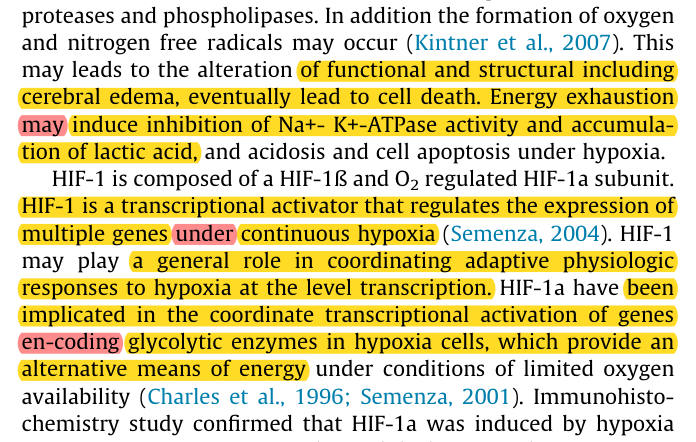 proteases and phospholipases. In addition the formation of oxygen
and nitrogen free radicals may occur (Kintner et al., 2007). This
may leads to the alteration of functional and structural including
cerebral edema, eventually lead to cell death. Energy exhaustion
may induce inhibition of Na+- K+-ATPase activity and accumula-
tion of lactic acid, and acidosis and cell apoptosis under hypoxia.
HIF-1 is composed of a HIF-1ß and O2 regulated HIF-1a subunit.
HIF-1 is a transcriptional activator that regulates the expression of
multiple genes under continuous hypoxia (Semenza, 2004). HIF-1
may play a general role in coordinating adaptive physiologic
responses to hypoxia at the level transcription. HIF-1a have been
implicated in the coordinate transcriptional activation of genes
en-coding glycolytic enzymes in hypoxia cells, which provide an
alternative means of energy under conditions of limited oxygen
availability (Charles et al., 1996; Semenza, 2001). Immunohisto-
chemistry study confirmed that HIF-1a was induced by hypoxia